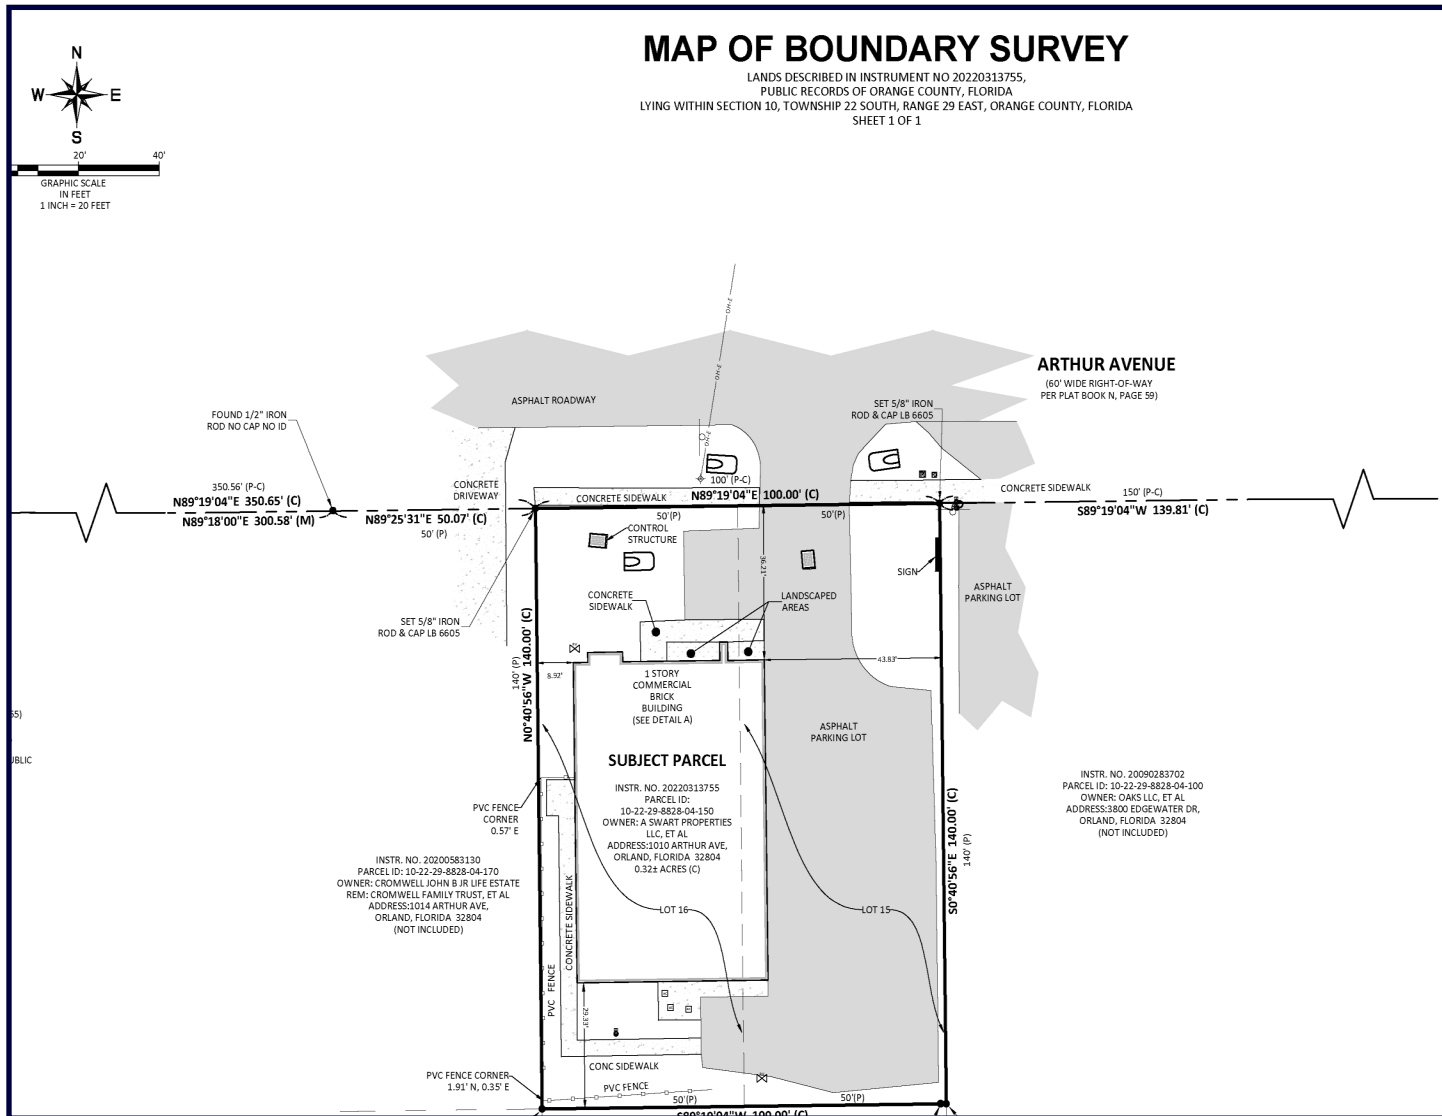 MAP OF BOUNDARY SURVEY
LANDS DESCRIBED IN INSTRUMENT NO 20220313755,
PUBLIC RECORDS OF ORANGE COUNTY, FLORIDA
LYING WITHIN SECTION 10, TOWNSHIP 22 SOUTH, RANGE 29 EAST, ORANGE COUNTY, FLORIDA
SHEET 1 OF 1
N
W E
S
20' 40'
GRAPHIC SCALE
IN FEET
1 INCH = 20 FEET
ARTHUR AVENUE
(60' WIDE RIGHT-OF-WAY
PER PLAT BOOK N, PAGE 59)
ASPHALT ROADWAY
SET 5/8" IRON
ROD & CAP LB 6605
FOUND 1/2" IRON
ROD NO CAP NO ID
350.56' (P-C)
N89°19'04"E 350.65' (C)
N89°18'00"E 300.58' (M)
N89°25'31"E 50.07' (C)
50' (P)
CONCRETE
DRIVEWAY
CONCRETE SIDEWALK
100' (P-C)
N89°19'04"E 100.00' (C)
50'(P)
50'(P)
CONCRETE SIDEWALK
150' (P-C)
S89°19'04"W 139.81' (C)
CONTROL
STRUCTURE
36.21'
SIGN
ASPHALT
PARKING LOT
CONCRETE
SIDEWALK
LANDSCAPED
AREAS
SET 5/8" IRON
ROD & CAP LB 6605
140' (P)
N0°40'56"W 140.00' (C)
8.92'
43.83'
1 STORY
COMMERCIAL
BRICK
BUILDING
(SEE DETAIL A)
ASPHALT
PARKING LOT
SUBJECT PARCEL
INSTR. NO. 20220313755
PARCEL ID:
10-22-29-8828-04-150
OWNER: A SWART PROPERTIES
LLC, ET AL
ADDRESS:1010 ARTHUR AVE,
ORLAND, FLORIDA 32804
0.32± ACRES (C)
INSTR. NO. 20090283702
PARCEL ID: 10-22-29-8828-04-100
OWNER: OAKS LLC, ET AL
ADDRESS:3800 EDGEWATER DR,
ORLAND, FLORIDA 32804
(NOT INCLUDED)
PVC FENCE
CORNER
0.57' E
S0°40'56"E 140.00' (C)
140' (P)
INSTR. NO. 20200583130
PARCEL ID: 10-22-29-8828-04-170
OWNER: CROMWELL JOHN B JR LIFE ESTATE
REM: CROMWELL FAMILY TRUST, ET AL
ADDRESS:1014 ARTHUR AVE,
ORLAND, FLORIDA 32804
(NOT INCLUDED)
LOT 16
LOT 15
CONCRETE SIDEWALK
PVC FENCE
29.33'
CONC SIDEWALK
PVC FENCE CORNER
1.91' N, 0.35' E
PVC FENCE
50'(P)
50'(P)
S89°19'04"W 100.00' (C)